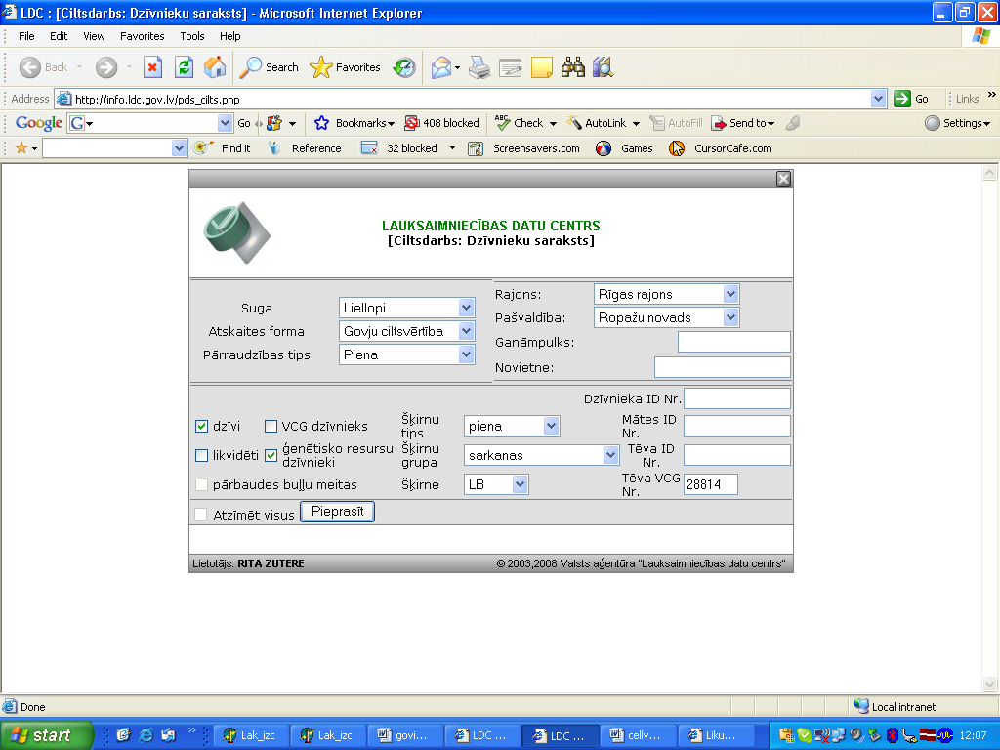 LDC : [Ciltsdarbs: Dzīvnieku saraksts] - Microsoft Internet Explorer
File Edit View Favorites Tools Help
Back Search Favorites
Address http://info.ldc.gov.lv/pds_cilts.php Go Links »
Google G Go Bookmarks 408 blocked ABC Check AutoLink AutoFill Send to Settings
Find it Reference 32 blocked Screensavers.com Games CursorCafe.com
LAUKSAIMNIECĪBAS DATU CENTRS
[Ciltsdarbs: Dzīvnieku saraksts]
Suga Liellopi
Atskaites forma Govju ciltsvērtība
Pārraudzības tips Piena
Rajons: Rīgas rajons
Pašvaldība: Ropažu novads
Ganāmpulks:
Novietne:
Dzīvnieka ID Nr.
dzīvi VCG dzīvnieks Šķirnu tips piena Mātes ID Nr.
likvidēti ģenētisko resursu dzīvnieki Šķirnu grupa sarkanas Tēva ID Nr.
pārbaudes buļļu meitas Šķirne LB Tēva VCG Nr. 28814
Atzīmēt visus Pieprasīt
Lietotājs: RITA ZUTERE © 2003,2008 Valsts aģentūra "Lauksaimniecības datu centrs"
Done Local intranet
start » Lak_izc Lak_izc govi... LDC ... LDC ... cellv... Liku... 12:07